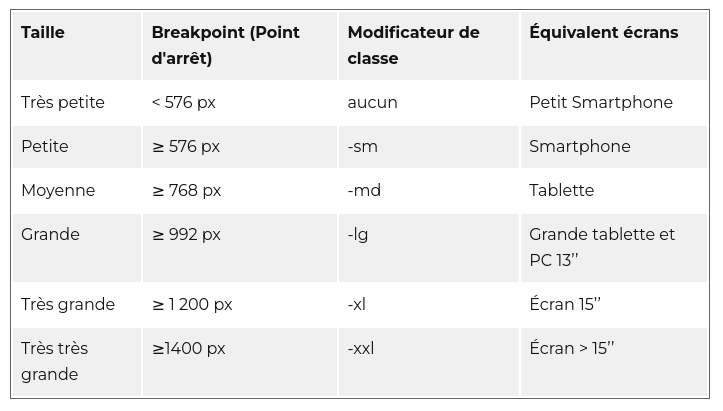 Taille
Breakpoint (Point
d'arrêt)
Modificateur de
classe
Équivalent écrans
Très petite
< 576 px
aucun
Petit Smartphone
Petite
≥ 576 px
-sm
Smartphone
Moyenne
≥ 768 px
-md
Tablette
Grande
≥ 992 px
-lg
Grande tablette et
PC 13’’
Très grande
≥ 1 200 px
-xl
Écran 15’’
Très très
grande
≥1400 px
-xxl
Écran > 15’’